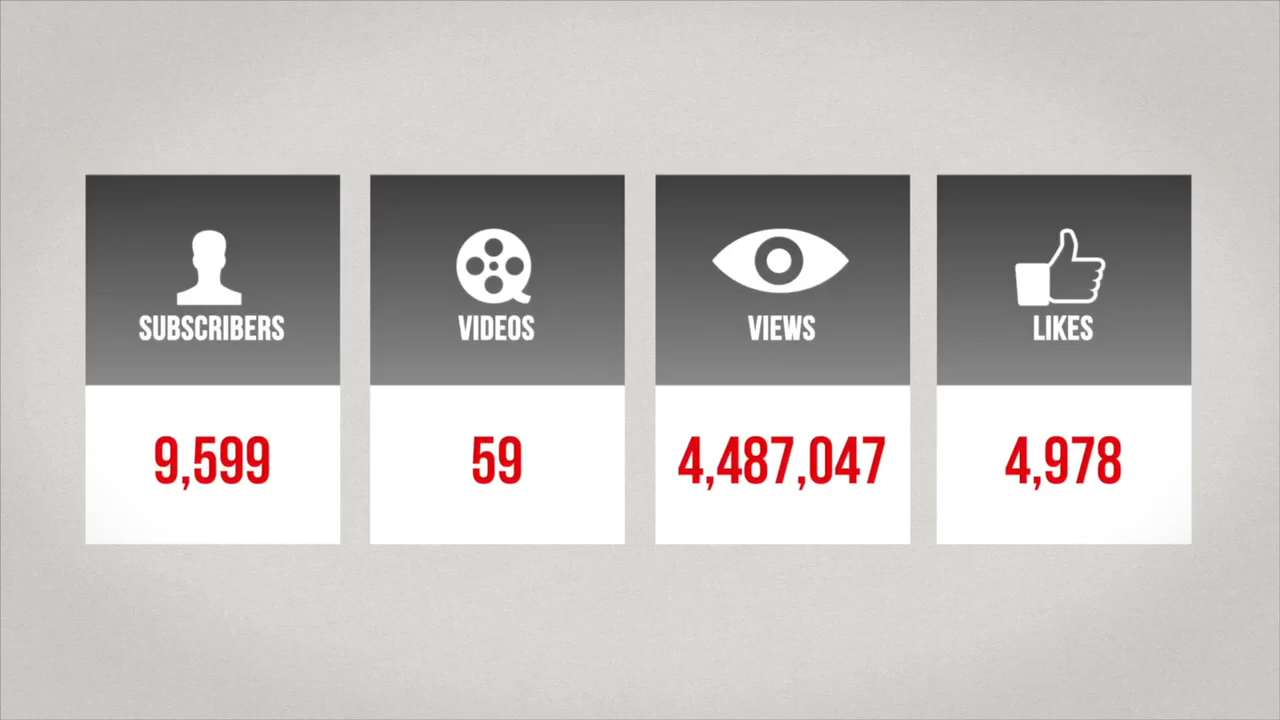 SUBSCRIBERS
9,599
VIDEOS
59
VIEWS
4,487,047
LIKES
4,978